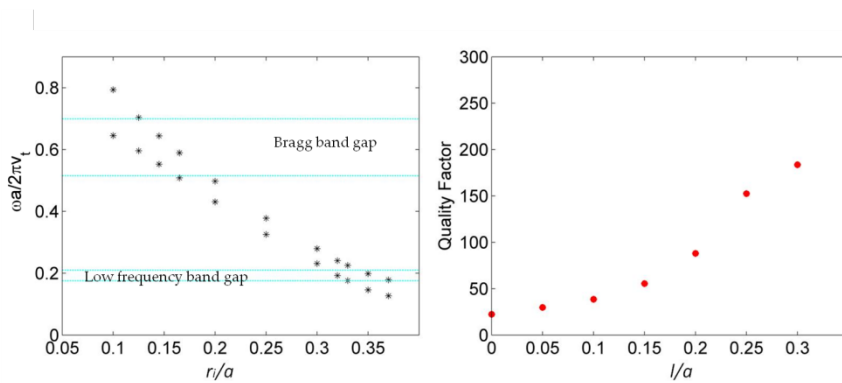 0.8
0.6
0.4
0.2
0
0.05 0.1 0.15 0.2 0.25 0.3 0.35
ωa/2πv_t
r_i/a
Bragg band gap
Low frequency band gap
300
250
200
150
100
50
0
0 0.05 0.1 0.15 0.2 0.25 0.3
Quality Factor
l/a